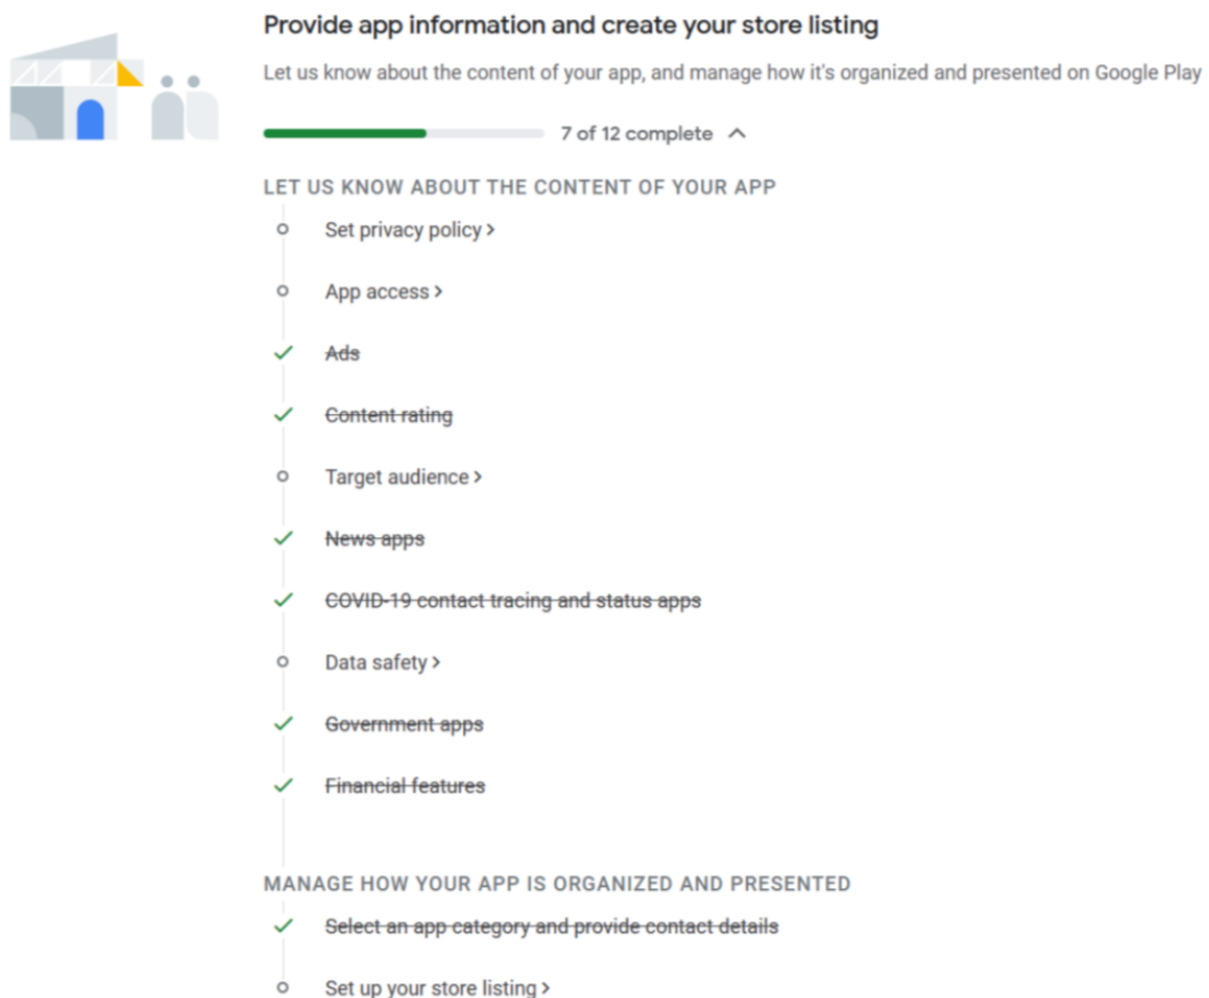 Provide app information and create your store listing
Let us know about the content of your app, and manage how it's organized and presented on Google Play
7 of 12 complete
LET US KNOW ABOUT THE CONTENT OF YOUR APP
Set privacy policy
App access
Ads
Content rating
Target audience
News apps
COVID-19 contact tracing and status apps
Data safety
Government apps
Financial features
MANAGE HOW YOUR APP IS ORGANIZED AND PRESENTED
Select an app category and provide contact details
Set up your store listing